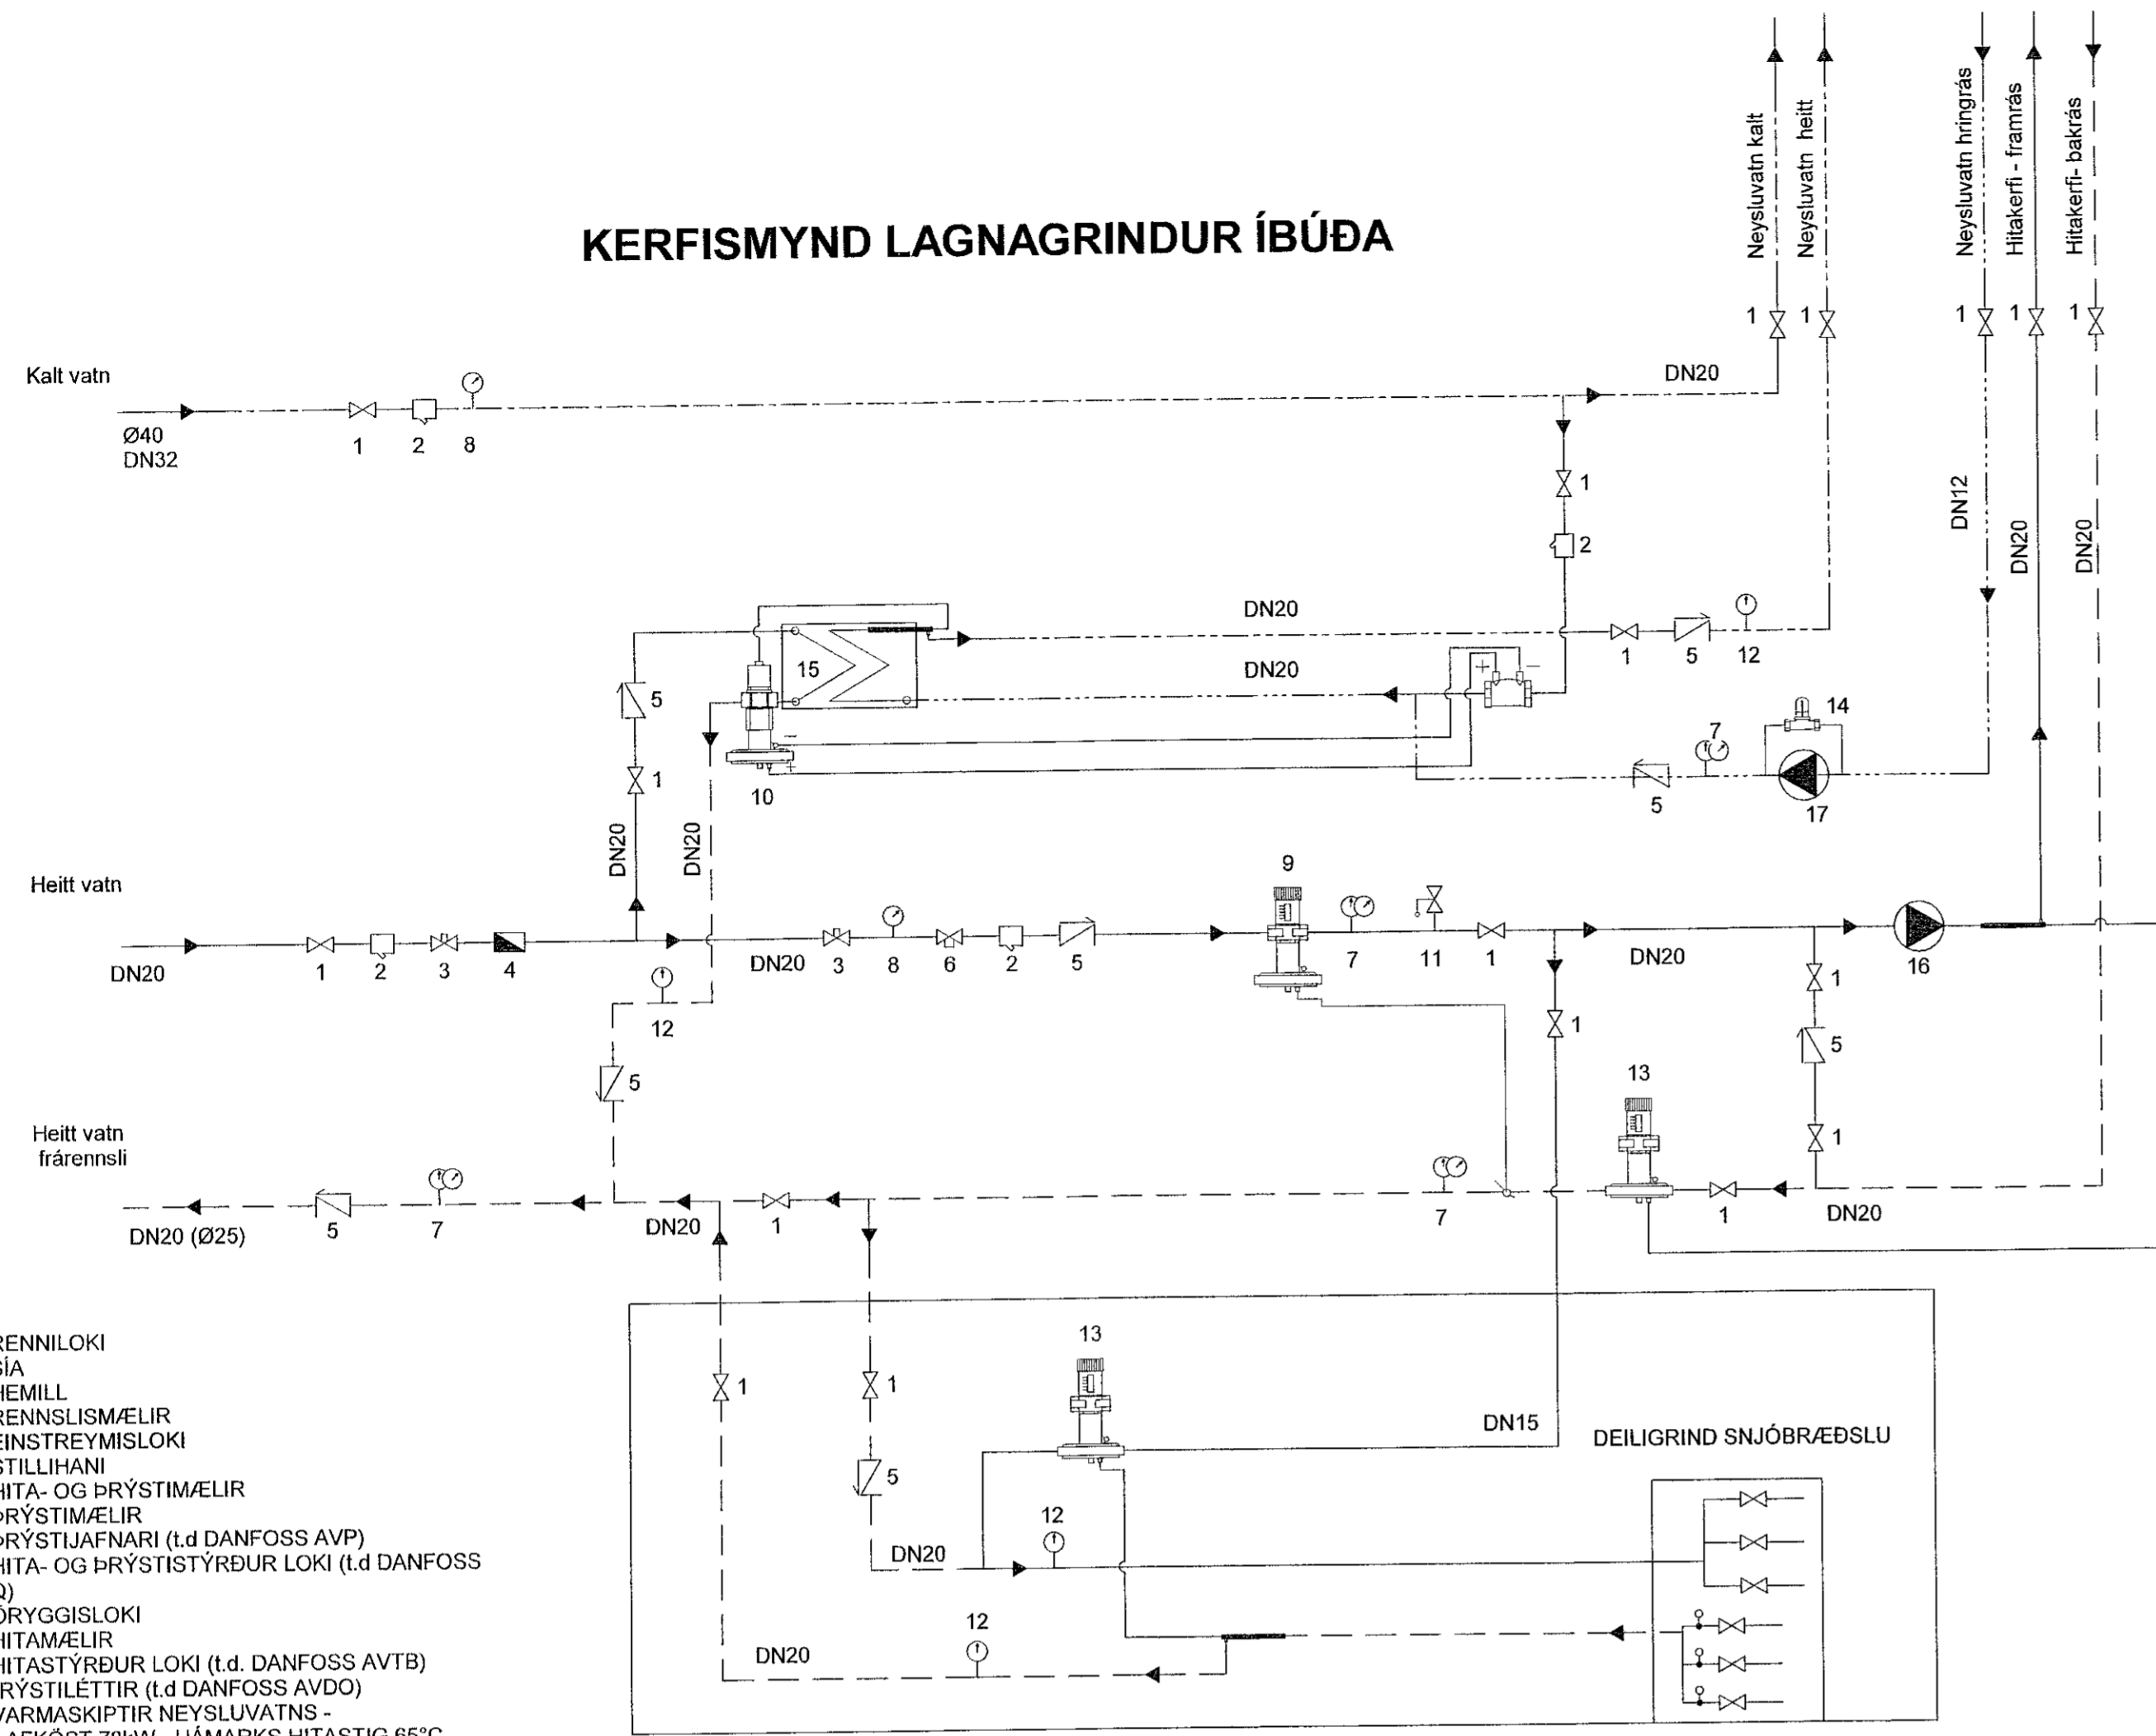 KERFISMYND LAGNAGRINDUR ÍBÚÐA
Neysluvatn kalt
Neysluvatn heitt
Neysluvatn hringrás
Hitakerfi - framrás
Hitakerfi- bakrás
1 1 1 1 1
Kalt vatn
Ø40
DN32
1 2 8
DN20
1
2
DN12
DN20
DN20
DN20
1 5 12
15
DN20
+ −
5
1
− +
10
14
7
5
17
DN20
DN20
Heitt vatn
DN20
1 2 3 4
DN20
3 8 6 2 5
9
7 11 1
DN20
16
12
5
1
1
5
1
13
Heitt vatn
frárennsli
DN20 (Ø25)
5 7
DN20
1
7
1
DN20
RENNILOKI
SÍA
HEMILL
RENNSLISMÆLIR
EINSTREYMISLOKI
STILLIHANI
HITA- OG ÞRÝSTIMÆLIR
ÞRÝSTIMÆLIR
ÞRÝSTIJAFNARI (t.d DANFOSS AVP)
HITA- OG ÞRÝSTISTÝRÐUR LOKI (t.d DANFOSS
Q)
ÖRYGGISLOKI
HITAMÆLIR
HITASTÝRÐUR LOKI (t.d. DANFOSS AVTB)
ÞRÝSTILÉTTIR (t.d DANFOSS AVDO)
VARMASKIPTIR NEYSLUVATNS -
HÁMARKS HITASTIG 65°C
1
1
13
DN15
DEILIGRIND SNJÓBRÆÐSLU
5
12
DN20
12
DN20